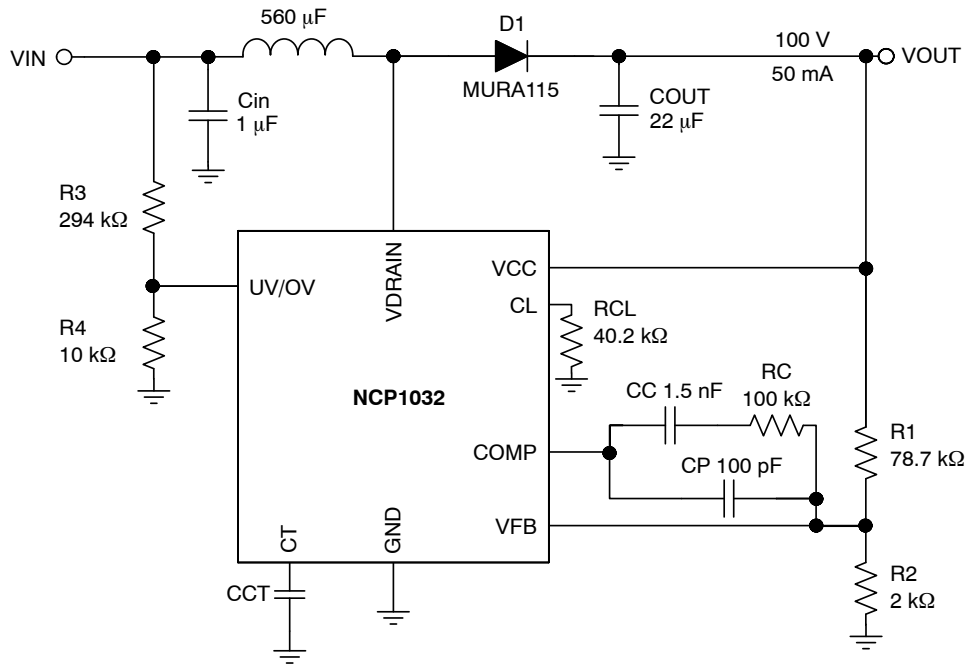 560 μF
D1
VIN
100 V
VOUT
MURA115
50 mA
Cin
1 μF
COUT
22 μF
R3
294 kΩ
UV/OV
VDRAIN
VCC
CL
RCL
40.2 kΩ
R4
10 kΩ
NCP1032
CC 1.5 nF
RC
100 kΩ
COMP
CP 100 pF
R1
78.7 kΩ
VFB
CT
GND
CCT
R2
2 kΩ